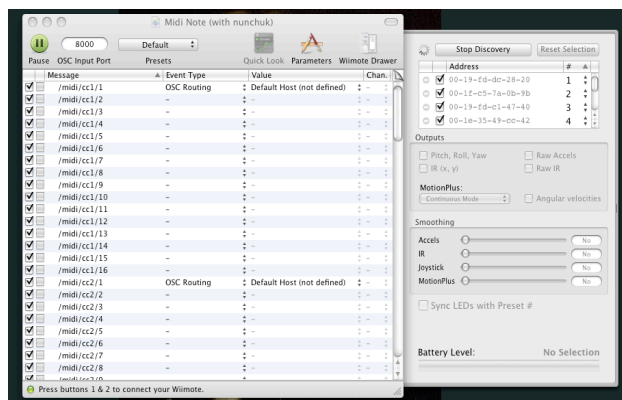 Midi Note (with nunchuk)
8000
Default
Pause OSC Input Port Presets Quick Look Parameters Wiimote Drawer
Message Event Type Value Chan.
/midi/cc1/1 OSC Routing Default Host (not defined) -
/midi/cc1/2 - -
/midi/cc1/3 - -
/midi/cc1/4 - -
/midi/cc1/5 - -
/midi/cc1/6 - -
/midi/cc1/7 - -
/midi/cc1/8 - -
/midi/cc1/9 - -
/midi/cc1/10 - -
/midi/cc1/11 - -
/midi/cc1/12 - -
/midi/cc1/13 - -
/midi/cc1/14 - -
/midi/cc1/15 - -
/midi/cc1/16 - -
/midi/cc2/1 OSC Routing Default Host (not defined) -
/midi/cc2/2 - -
/midi/cc2/3 - -
/midi/cc2/4 - -
/midi/cc2/5 - -
/midi/cc2/6 - -
/midi/cc2/7 - -
/midi/cc2/8 - -
/midi/cc2/9
Press buttons 1 & 2 to connect your Wiimote.
Stop Discovery Reset Selection
Address #
00-19-fd-dc-28-20 1
00-1f-c5-7a-0b-9b 2
00-19-fd-c1-47-40 3
00-1e-35-49-cc-42 4
Outputs
Pitch, Roll, Yaw Raw Accels
IR (x, y) Raw IR
MotionPlus:
Continuous Mode Angular velocities
Smoothing
Accels No
IR No
Joystick No
MotionPlus No
Sync LEDs with Preset #
Battery Level: No Selection